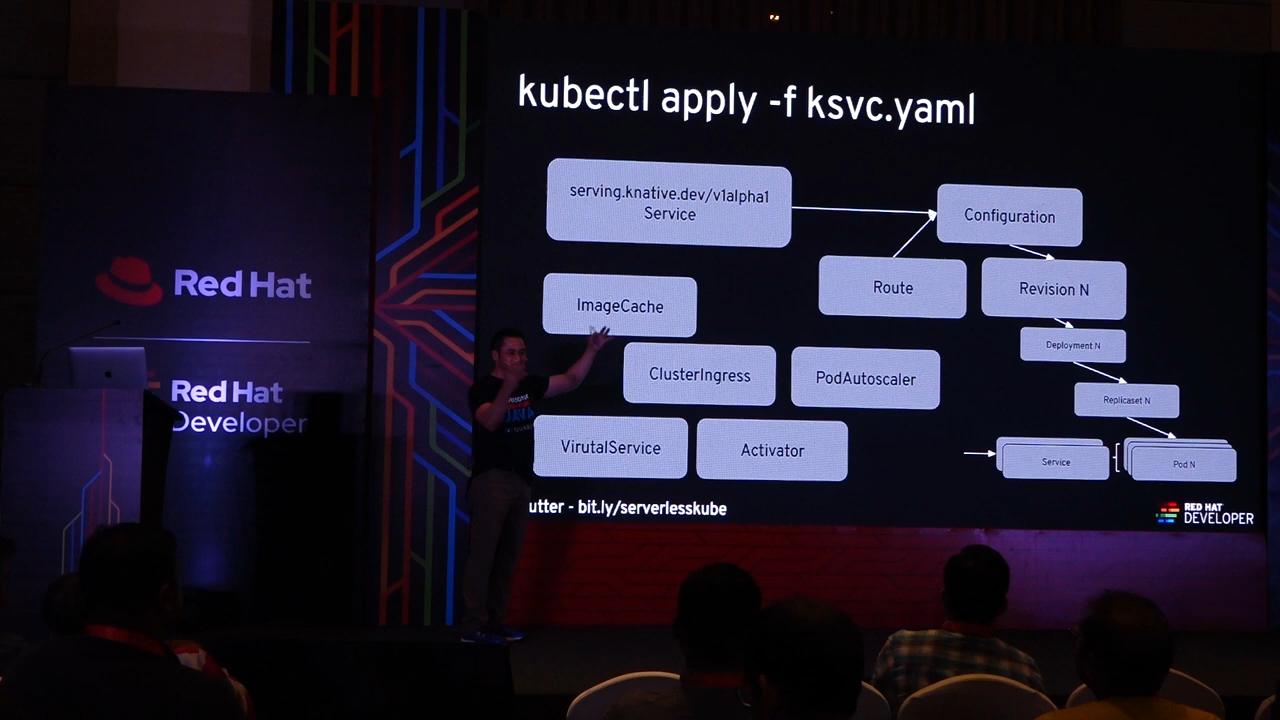 kubectl apply -f ksvc.yaml
serving.knative.dev/v1alpha1
Service
Configuration
Route
Revision N
ImageCache
Deployment N
ClusterIngress
PodAutoscaler
Replicaset N
VirutalService
Activator
Service
Pod N
utter - bit.ly/serverlesskube
RED HAT
DEVELOPER
Red Hat
Red Hat
Developer
JAVA